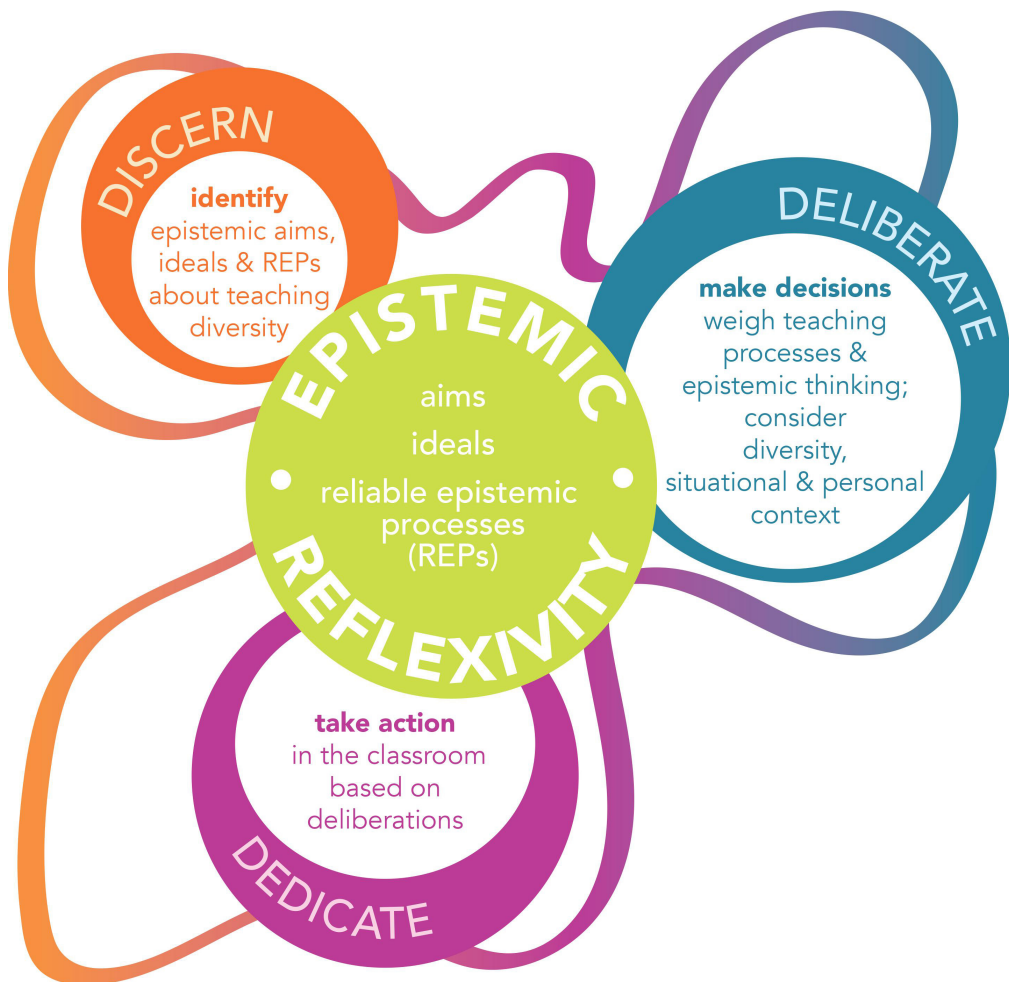 DISCERN
identify
epistemic aims,
ideals & REPs
about teaching
diversity
DELIBERATE
make decisions
weigh teaching
processes &
epistemic thinking;
consider
diversity,
situational & personal
context
EPISTEMIC
aims
ideals
reliable epistemic
processes
(REPs)
REFLEXIVITY
take action
in the classroom
based on
deliberations
DEDICATE